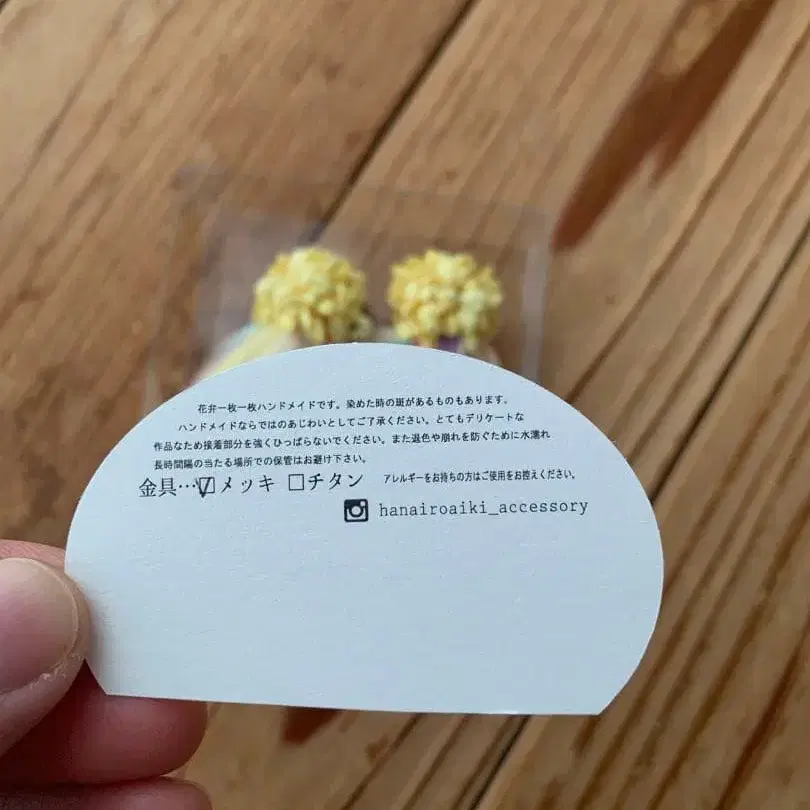 花弁一枚一枚ハンドメイドです。染めた時の斑があるものもあります。
ハンドメイドならではのあじわいとしてご了承ください。とてもデリケートな
作品なため接着部分を強くひっぱらないでください。また退色や崩れを防ぐために水濡れ
長時間陽の当たる場所での保管はお避け下さい。
金具…☑メッキ □チタン アレルギーをお持ちの方はご使用をお控えください。
hanairoaiki_accessory